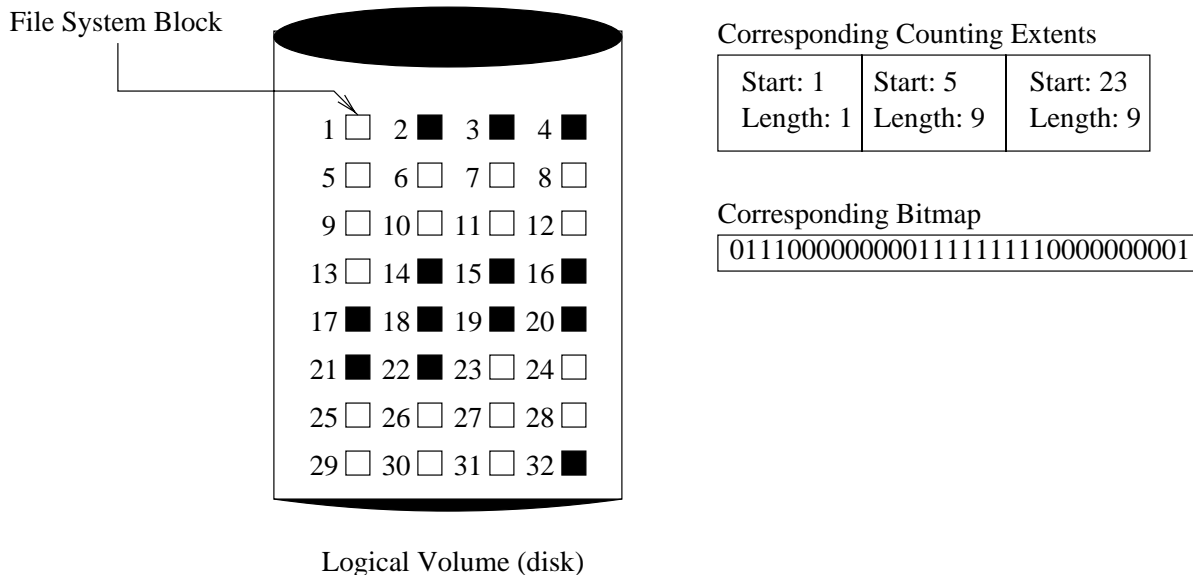 File System Block
1 2 3 4
5 6 7 8
9 10 11 12
13 14 15 16
17 18 19 20
21 22 23 24
25 26 27 28
29 30 31 32
Logical Volume (disk)
Corresponding Counting Extents
Start: 1
Length: 1
Start: 5
Length: 9
Start: 23
Length: 9
Corresponding Bitmap
01110000000001111111110000000001